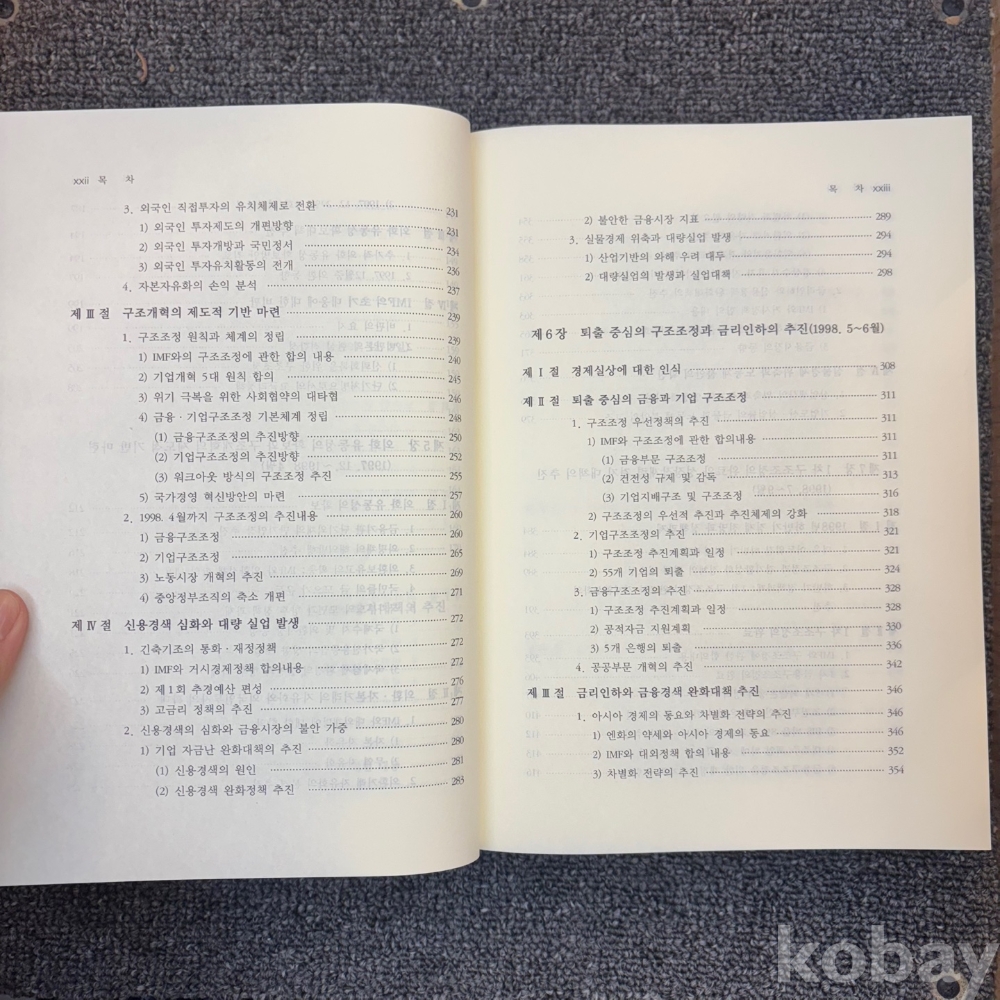 xxii 목 차
3. 외국인 직접투자의 유치체제로 전환 231
1) 외국인 투자제도의 개편방향 231
2) 외국인 투자개방과 국민정서 234
3) 외국인 투자유치활동의 전개 236
4. 자본자유화의 손익 분석 237
제 Ⅲ 절 구조개혁의 제도적 기반 마련 239
1. 구조조정 원칙과 체계의 정립 239
1) IMF와의 구조조정에 관한 합의 내용 240
2) 기업개혁 5대 원칙 합의 245
3) 위기 극복을 위한 사회협약의 대타협 246
4) 금융 · 기업구조조정 기본체계 정립 248
(1) 금융구조조정의 추진방향 250
(2) 기업구조조정의 추진방향 252
(3) 워크아웃 방식의 구조조정 추진 255
5) 국가경영 혁신방안의 마련 257
2. 1998. 4월까지 구조조정의 추진내용 260
1) 금융구조조정 260
2) 기업구조조정 265
3) 노동시장 개혁의 추진 269
4) 중앙정부조직의 축소 개편 271
제 Ⅳ 절 신용경색 심화와 대량 실업 발생 272
1. 긴축기조의 통화 · 재정정책 272
1) IMF와 거시경제정책 합의내용 272
2) 제1회 추경예산 편성 276
3) 고금리 정책의 추진 278
2. 신용경색의 심화와 금융시장의 불안 가중 280
1) 기업 자금난 완화대책의 추진 280
(1) 신용경색의 원인 281
(2) 신용경색 완화정책 추진 283
목 차 xxiii
2) 불안한 금융시장 지표 289
3. 실물경제 위축과 대량실업 발생 294
1) 산업기반의 와해 우려 대두 294
2) 대량실업의 발생과 실업대책 298
제6장 퇴출 중심의 구조조정과 금리인하의 추진(1998. 5~6월)
제 Ⅰ 절 경제실상에 대한 인식 308
제 Ⅱ 절 퇴출 중심의 금융과 기업 구조조정 311
1. 구조조정 우선정책의 추진 311
1) IMF와 구조조정에 관한 합의내용 311
(1) 금융부문 구조조정 311
(2) 건전성 규제 및 감독 313
(3) 기업지배구조 및 구조조정 316
2) 구조조정의 우선적 추진과 추진체제의 강화 318
2. 기업구조조정의 추진 321
1) 구조조정 추진계획과 일정 321
2) 55개 기업의 퇴출 324
3. 금융구조조정의 추진 328
1) 구조조정 추진계획과 일정 328
2) 공적자금 지원계획 330
3) 5개 은행의 퇴출 336
4. 공공부문 개혁의 추진 342
제 Ⅲ 절 금리인하와 금융경색 완화대책 추진 346
1. 아시아 경제의 동요와 차별화 전략의 추진 346
1) 엔화의 약세와 아시아 경제의 동요 346
2) IMF와 대외정책 합의 내용 352
3) 차별화 전략의 추진 354
kobay